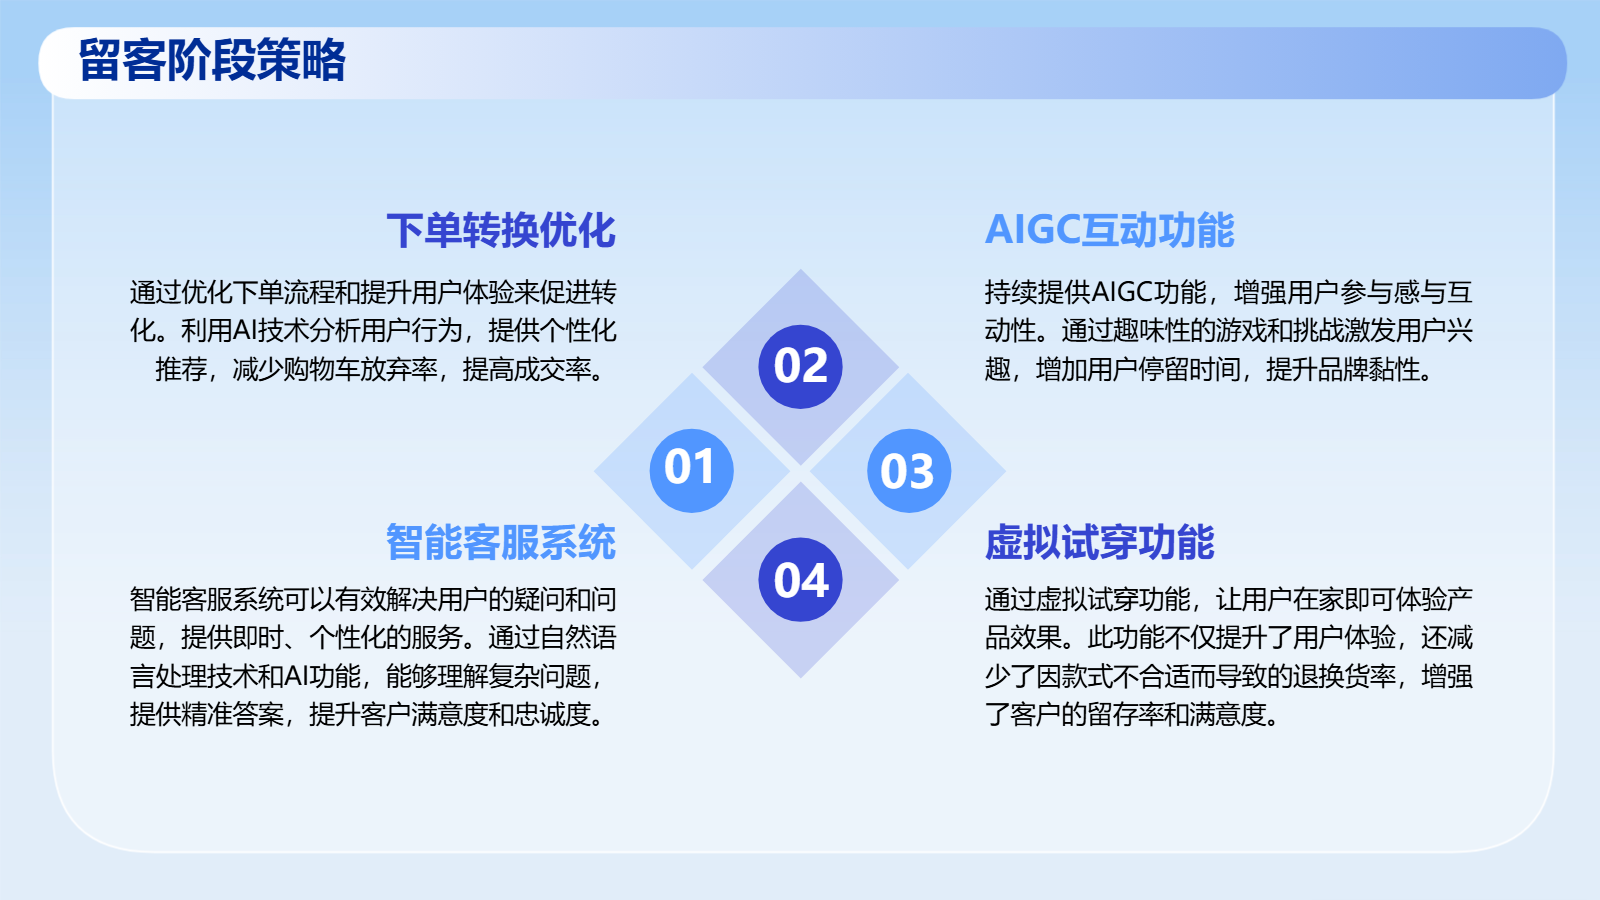 留客阶段策略
下单转换优化
通过优化下单流程和提升用户体验来促进转
化。利用AI技术分析用户行为，提供个性化
推荐，减少购物车放弃率，提高成交率。
AIGC互动功能
持续提供AIGC功能，增强用户参与感与互
动性。通过趣味性的游戏和挑战激发用户兴
趣，增加用户停留时间，提升品牌黏性。
02
01
03
04
智能客服系统
智能客服系统可以有效解决用户的疑问和问
题，提供即时、个性化的服务。通过自然语
言处理技术和AI功能，能够理解复杂问题，
提供精准答案，提升客户满意度和忠诚度。
虚拟试穿功能
通过虚拟试穿功能，让用户在家即可体验产
品效果。此功能不仅提升了用户体验，还减
少了因款式不合适而导致的退换货率，增强
了客户的留存率和满意度。